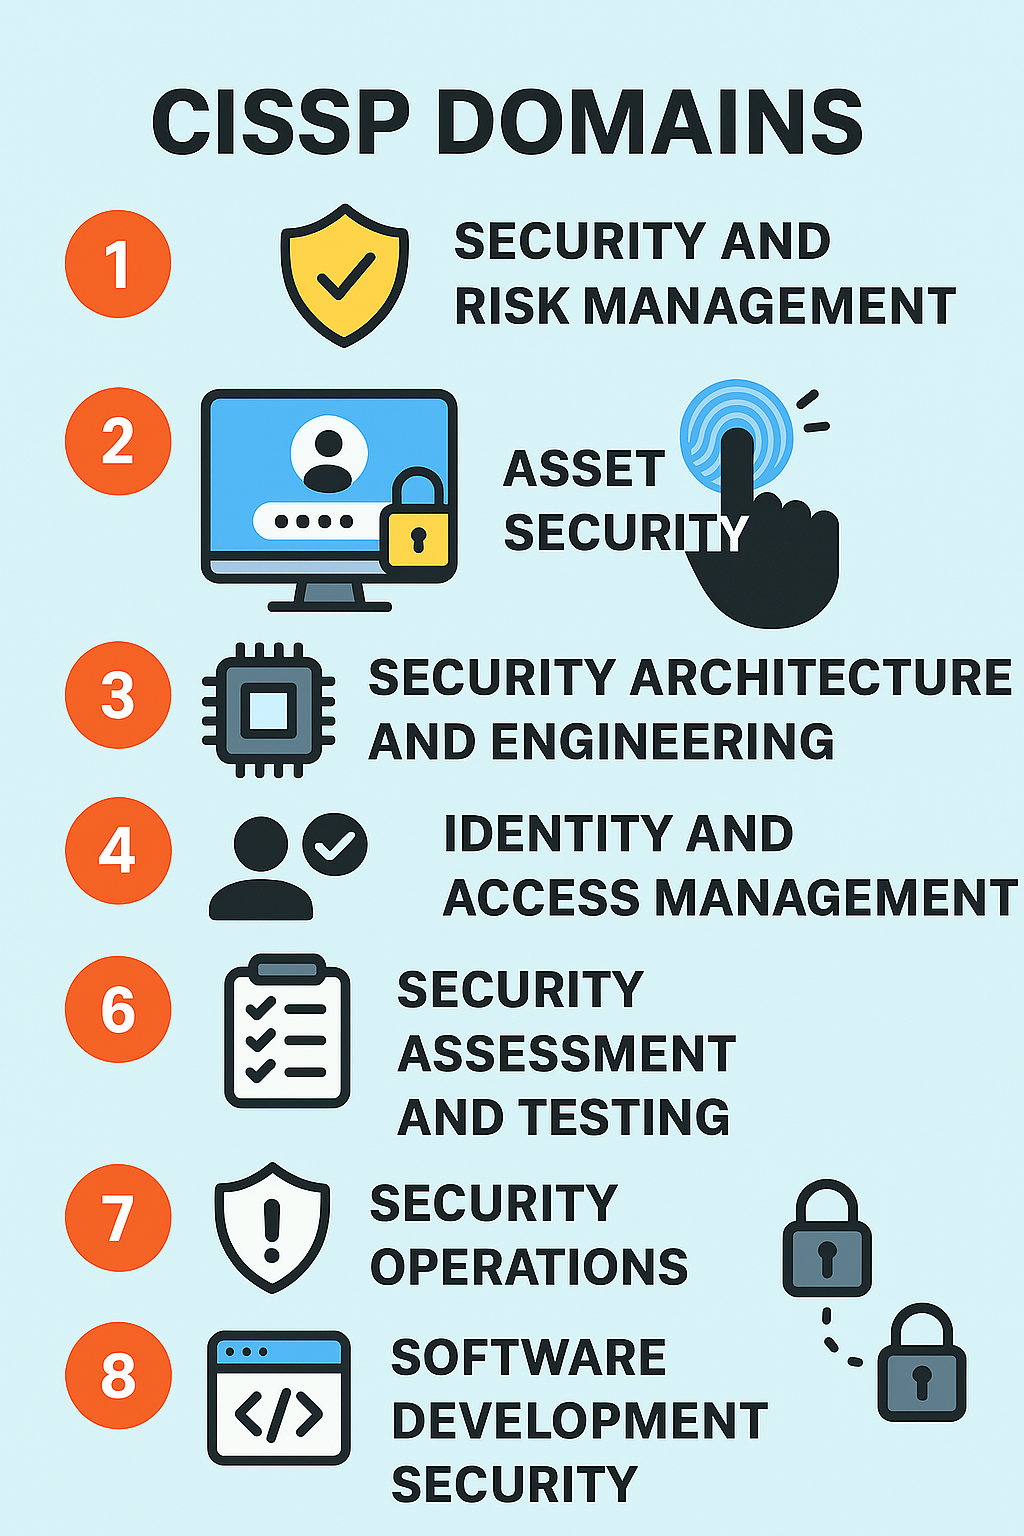 CISSP DOMAINS
1
SECURITY AND
RISK MANAGEMENT
2
ASSET
SECURITY
3
SECURITY ARCHITECTURE
AND ENGINEERING
4
IDENTITY AND
ACCESS MANAGEMENT
6
SECURITY
ASSESSMENT
AND TESTING
7
SECURITY
OPERATIONS
8
SOFTWARE
DEVELOPMENT
SECURITY